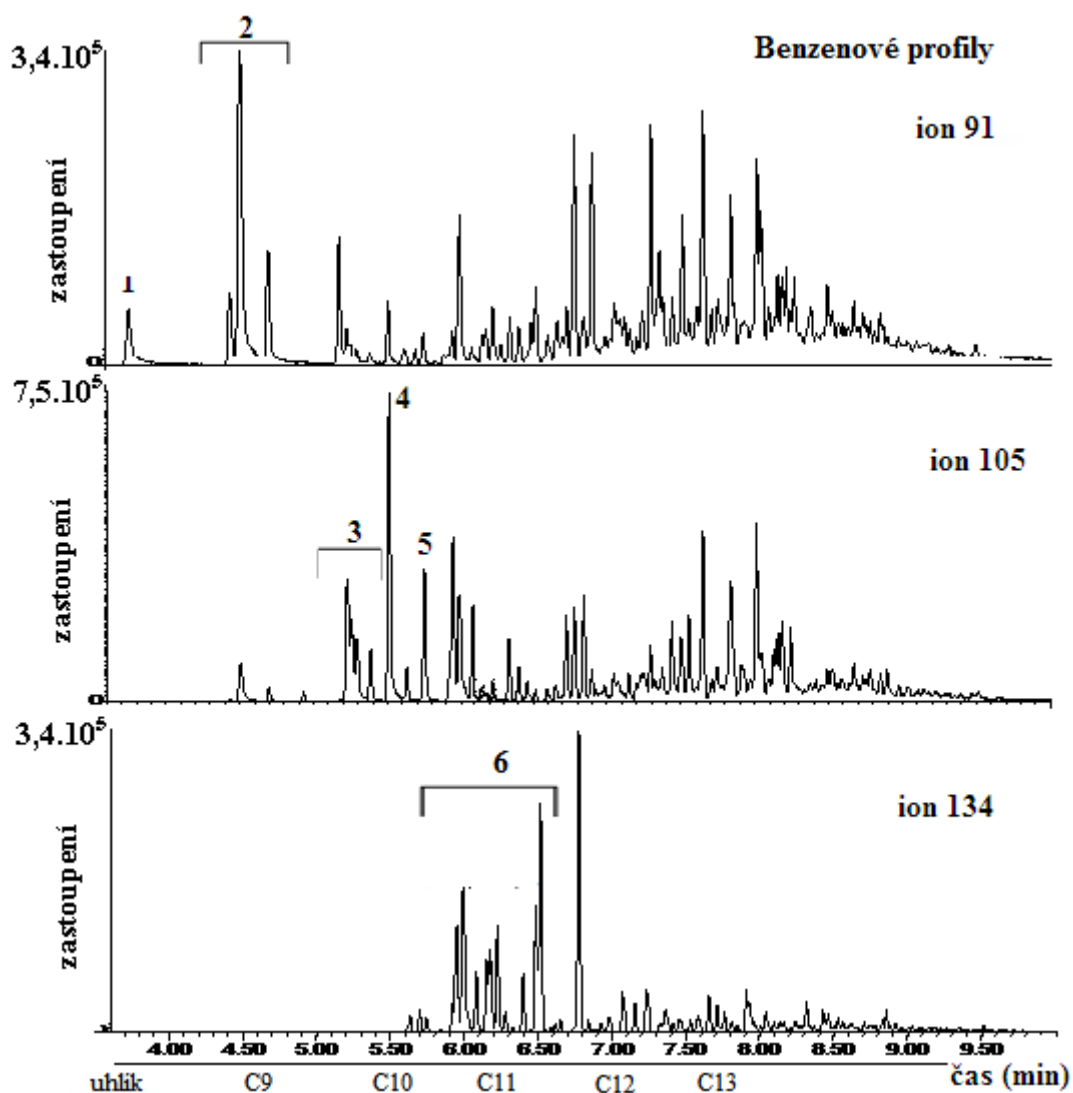 2
3,4.10⁵
Benzenové profily
ion 91
zastoupení
1
0
7,5.10⁵
4
ion 105
zastoupení
3
5
0
3,4.10⁵
6
ion 134
zastoupení
4.00 4.50 5.00 5.50 6.00 6.50 7.00 7.50 8.00 8.50 9.00 9.50
uhlík C9 C10 C11 C12 C13 čas (min)